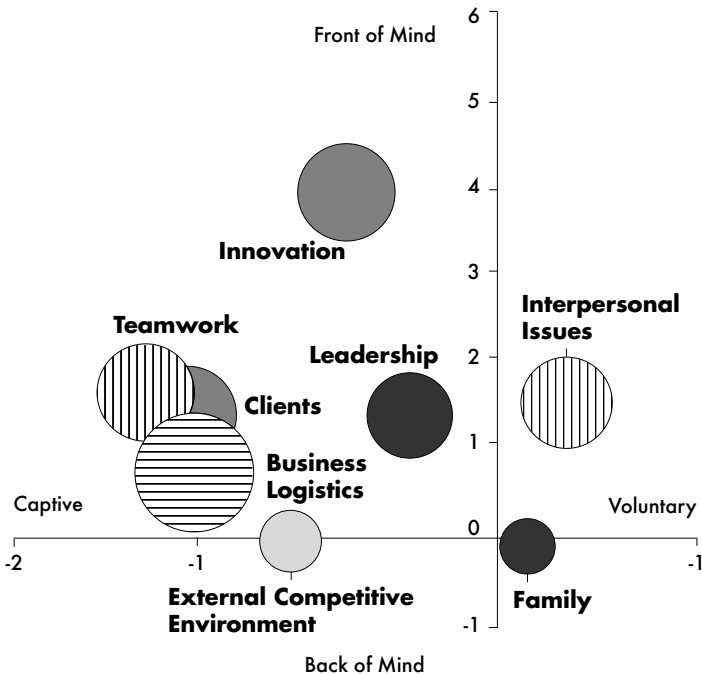 6
Front of Mind
5
4
Innovation
3
Interpersonal
Issues
Teamwork
Leadership
2
Clients
1
Business
Logistics
Captive
0
Voluntary
-2
-1
-1
External Competitive
Environment
Family
-1
Back of Mind